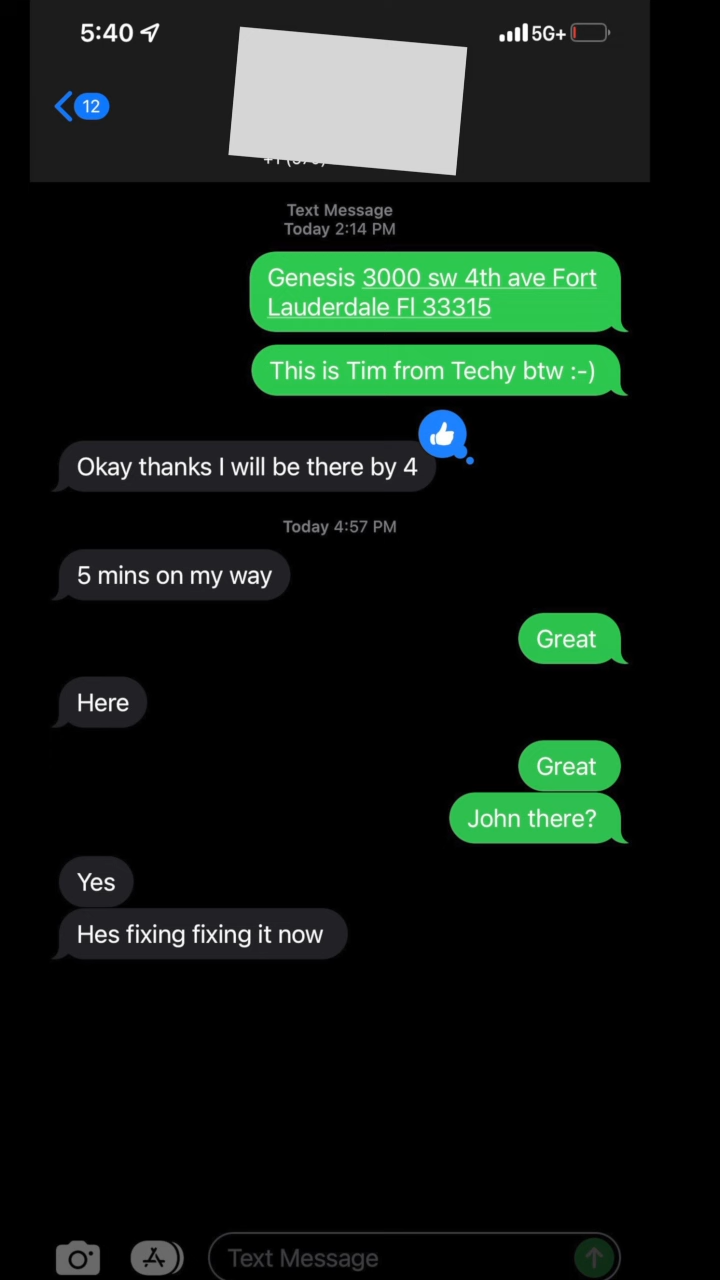 5:40
5G+
12
Text Message
Today 2:14 PM
Genesis 3000 sw 4th ave Fort
Lauderdale Fl 33315
This is Tim from Techy btw :-)
Okay thanks I will be there by 4
Today 4:57 PM
5 mins on my way
Great
Here
Great
John there?
Yes
Hes fixing fixing it now
Text Message